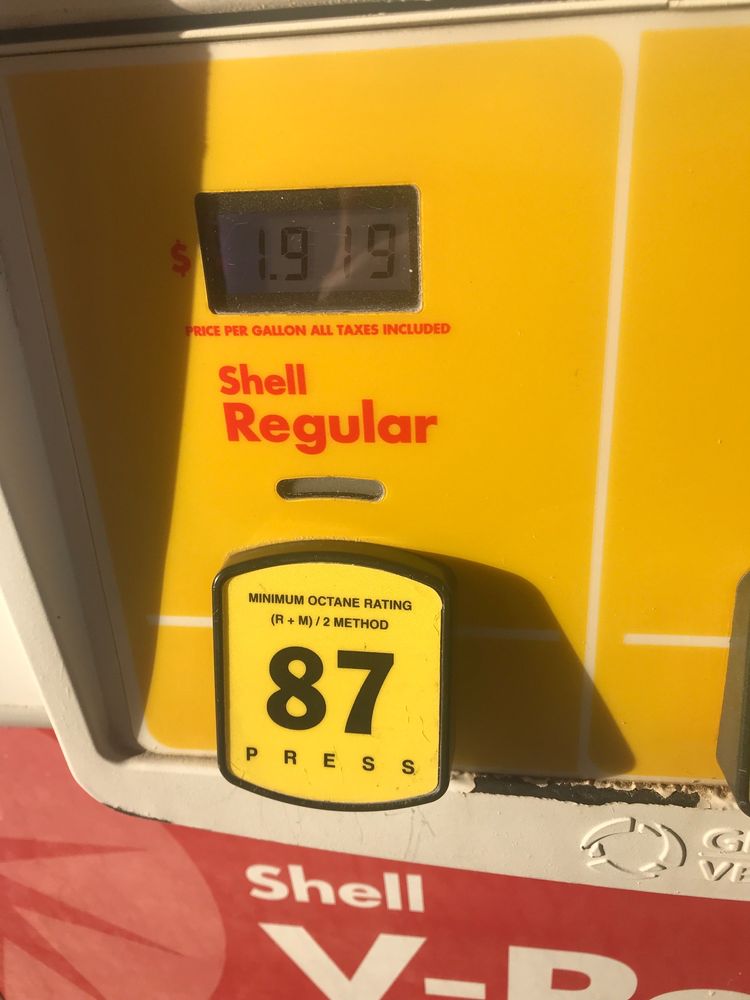 $ 1.919
PRICE PER GALLON ALL TAXES INCLUDED
Shell
Regular
MINIMUM OCTANE RATING
(R + M) / 2 METHOD
87
PRESS
Shell